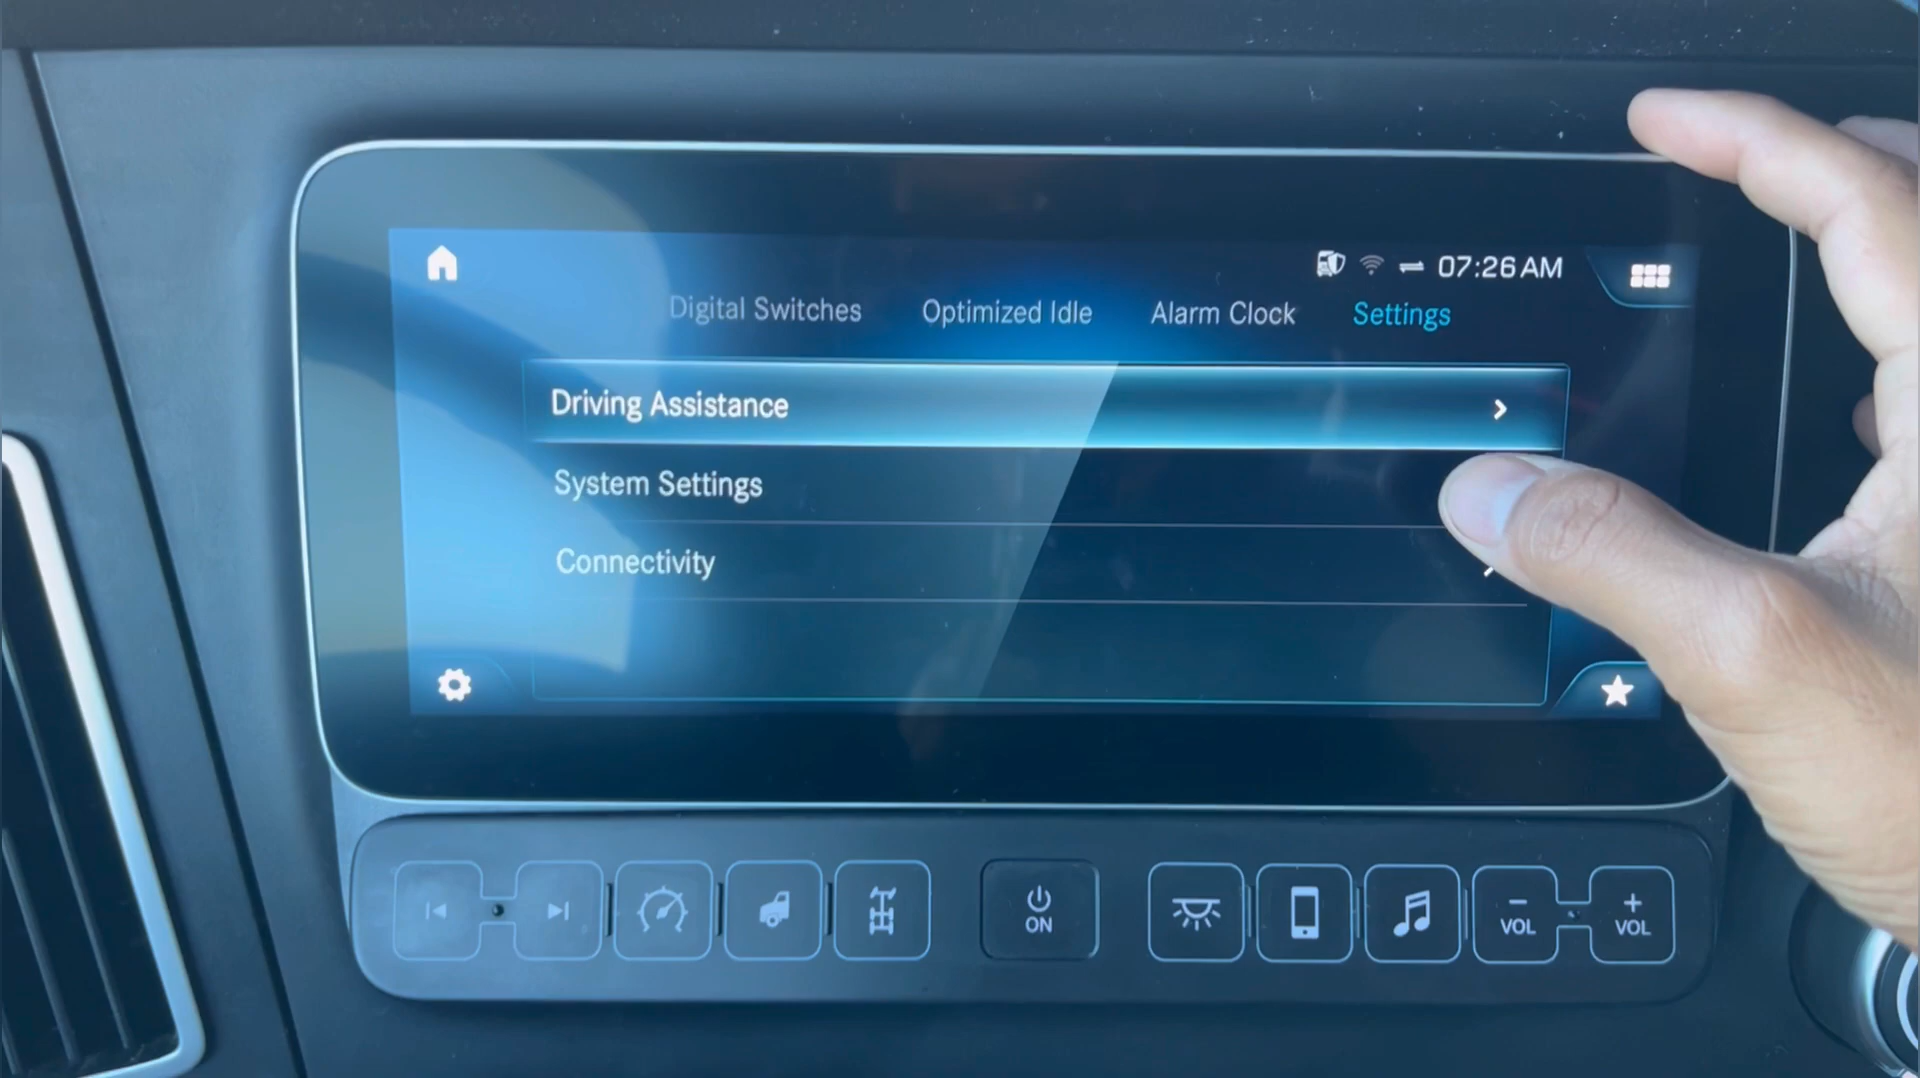 07:26 AM
Digital Switches Optimized Idle Alarm Clock Settings
Driving Assistance
System Settings
Connectivity
ON
VOL
VOL